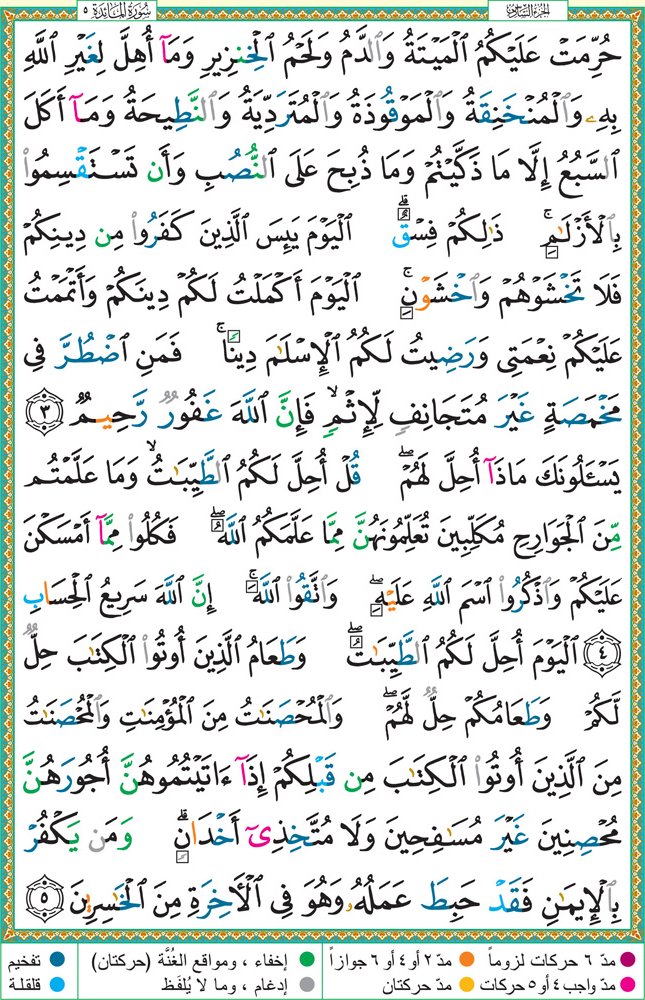 الجزء السادس
سُورَةُ المَائِدَة ٥
حُرِّمَتْ عَلَيْكُمُ ٱلْمَيْتَةُ وَٱلدَّمُ وَلَحْمُ ٱلْخِنزِيرِ وَمَآ أُهِلَّ لِغَيْرِ ٱللَّهِ
بِهِۦ وَٱلْمُنْخَنِقَةُ وَٱلْمَوْقُوذَةُ وَٱلْمُتَرَدِّيَةُ وَٱلنَّطِيحَةُ وَمَآ أَكَلَ
ٱلسَّبُعُ إِلَّا مَا ذَكَّيْتُمْ وَمَا ذُبِحَ عَلَى ٱلنُّصُبِ وَأَن تَسْتَقْسِمُوا۟
بِٱلْأَزْلَـٰمِ ۚ ذَٰلِكُمْ فِسْقٌ ۗ ٱلْيَوْمَ يَئِسَ ٱلَّذِينَ كَفَرُوا۟ مِن دِينِكُمْ
فَلَا تَخْشَوْهُمْ وَٱخْشَوْنِ ۚ ٱلْيَوْمَ أَكْمَلْتُ لَكُمْ دِينَكُمْ وَأَتْمَمْتُ
عَلَيْكُمْ نِعْمَتِى وَرَضِيتُ لَكُمُ ٱلْإِسْلَـٰمَ دِينًا ۚ فَمَنِ ٱضْطُرَّ فِى
مَخْمَصَةٍ غَيْرَ مُتَجَانِفٍ لِّإِثْمٍ ۙ فَإِنَّ ٱللَّهَ غَفُورٌ رَّحِيمٌ ٣
يَسْـَٔلُونَكَ مَاذَآ أُحِلَّ لَهُمْ ۖ قُلْ أُحِلَّ لَكُمُ ٱلطَّيِّبَـٰتُ ۙ وَمَا عَلَّمْتُم
مِّنَ ٱلْجَوَارِحِ مُكَلِّبِينَ تُعَلِّمُونَهُنَّ مِمَّا عَلَّمَكُمُ ٱللَّهُ ۖ فَكُلُوا۟ مِمَّآ أَمْسَكْنَ
عَلَيْكُمْ وَٱذْكُرُوا۟ ٱسْمَ ٱللَّهِ عَلَيْهِ ۖ وَٱتَّقُوا۟ ٱللَّهَ ۚ إِنَّ ٱللَّهَ سَرِيعُ ٱلْحِسَابِ
٤ ٱلْيَوْمَ أُحِلَّ لَكُمُ ٱلطَّيِّبَـٰتُ ۖ وَطَعَامُ ٱلَّذِينَ أُوتُوا۟ ٱلْكِتَـٰبَ حِلٌّ
لَّكُمْ وَطَعَامُكُمْ حِلٌّ لَّهُمْ ۖ وَٱلْمُحْصَنَـٰتُ مِنَ ٱلْمُؤْمِنَـٰتِ وَٱلْمُحْصَنَـٰتُ
مِنَ ٱلَّذِينَ أُوتُوا۟ ٱلْكِتَـٰبَ مِن قَبْلِكُمْ إِذَآ ءَاتَيْتُمُوهُنَّ أُجُورَهُنَّ
مُحْصِنِينَ غَيْرَ مُسَـٰفِحِينَ وَلَا مُتَّخِذِىٓ أَخْدَانٍ ۗ وَمَن يَكْفُرْ
بِٱلْإِيمَـٰنِ فَقَدْ حَبِطَ عَمَلُهُۥ وَهُوَ فِى ٱلْـَٔاخِرَةِ مِنَ ٱلْخَـٰسِرِينَ ٥
مدّ ٦ حركات لزوماً مدّ ٢ أو ٤ أو ٦ جوازاً إخفاء ، ومواقع الغُنَّة (حركتان) تفخيم
مدّ واجب ٤ أو ٥ حركات مدّ حركتان إدغام ، وما لا يُلفَظ قلقلة